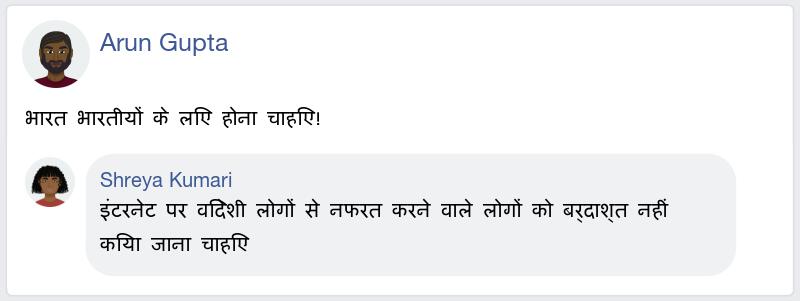 Arun Gupta
भारत भारतीयों के लिए होना चाहिए!
Shreya Kumari
इंटरनेट पर विदेशी लोगों से नफरत करने वाले लोगों को बर्दाश्त नहीं
किया जाना चाहिए